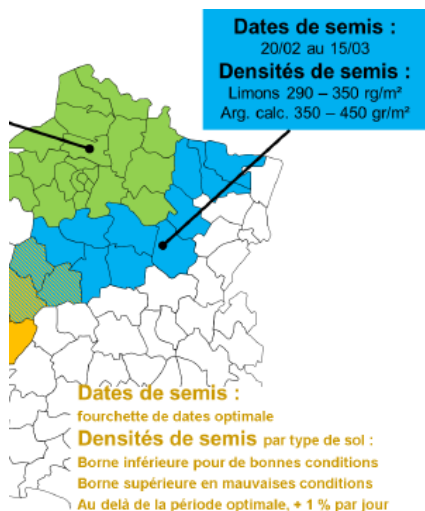 Dates de semis :
20/02 au 15/03
Densités de semis :
Limons 290 – 350 rg/m²
Arg. calc. 350 – 450 gr/m²
Dates de semis :
fourchette de dates optimale
Densités de semis par type de sol :
Borne inférieure pour de bonnes conditions
Borne supérieure en mauvaises conditions
Au delà de la période optimale, + 1 % par jour